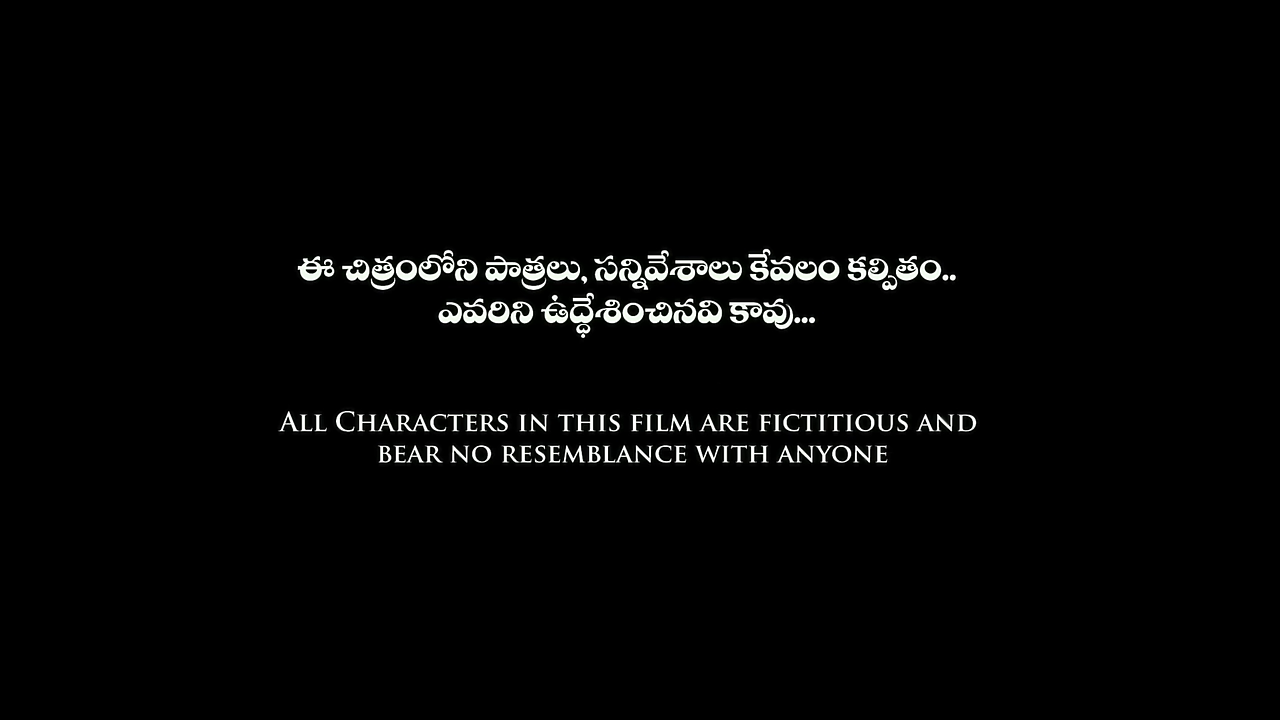 ఈ చిత్రంలోని పాత్రలు, సన్నివేశాలు కేవలం కల్పితం..
ఎవరిని ఉద్ధేశించినవి కావు...
All Characters in this film are fictitious and
bear no resemblance with anyone